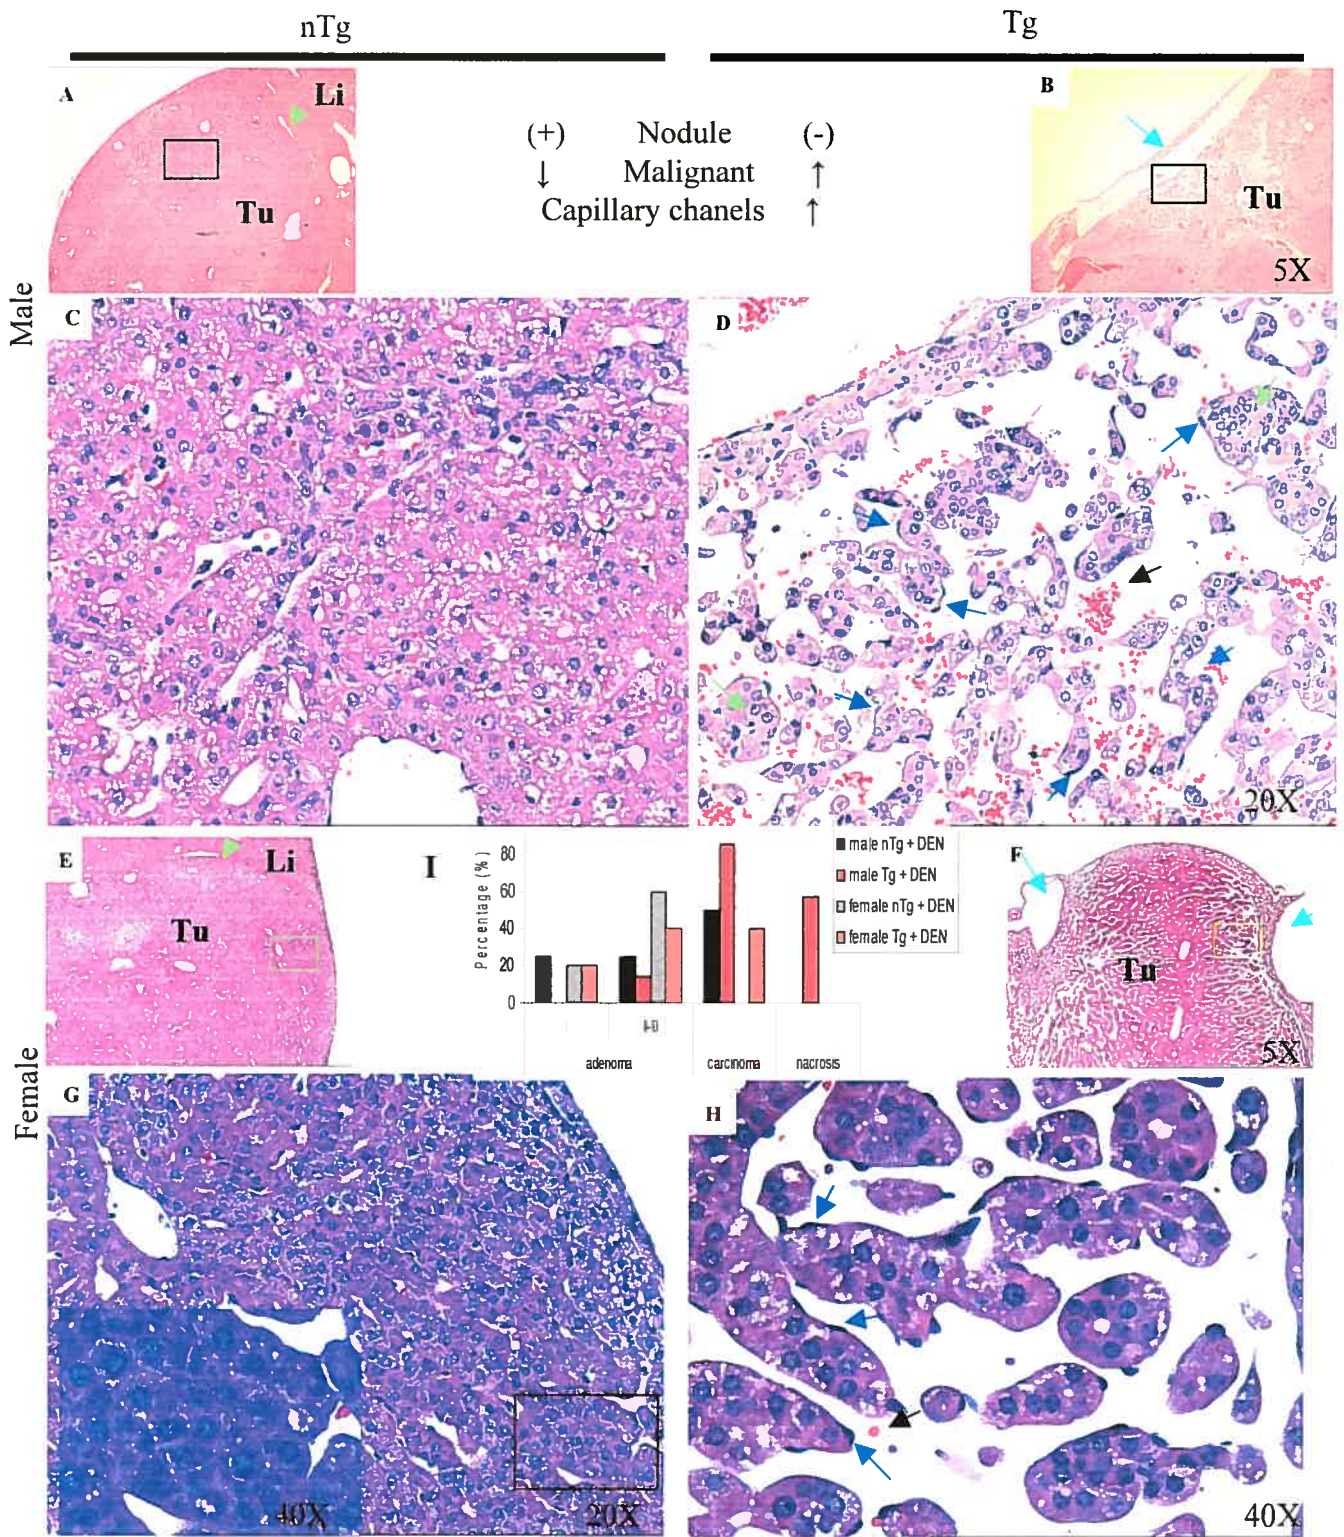 nTg
Tg
A
Li
Tu
(+) Nodule (-)
↓ Malignant ↑
Capillary chanels ↑
B
Tu
5X
Male
C
D
20X
E
Li
Tu
I
Percentage (%)
80
60
40
20
0
adenoma
carcinoma
nacrosis
male nTg + DEN
male Tg + DEN
female nTg + DEN
female Tg + DEN
F
Tu
5X
Female
G
40X
20X
H
40X